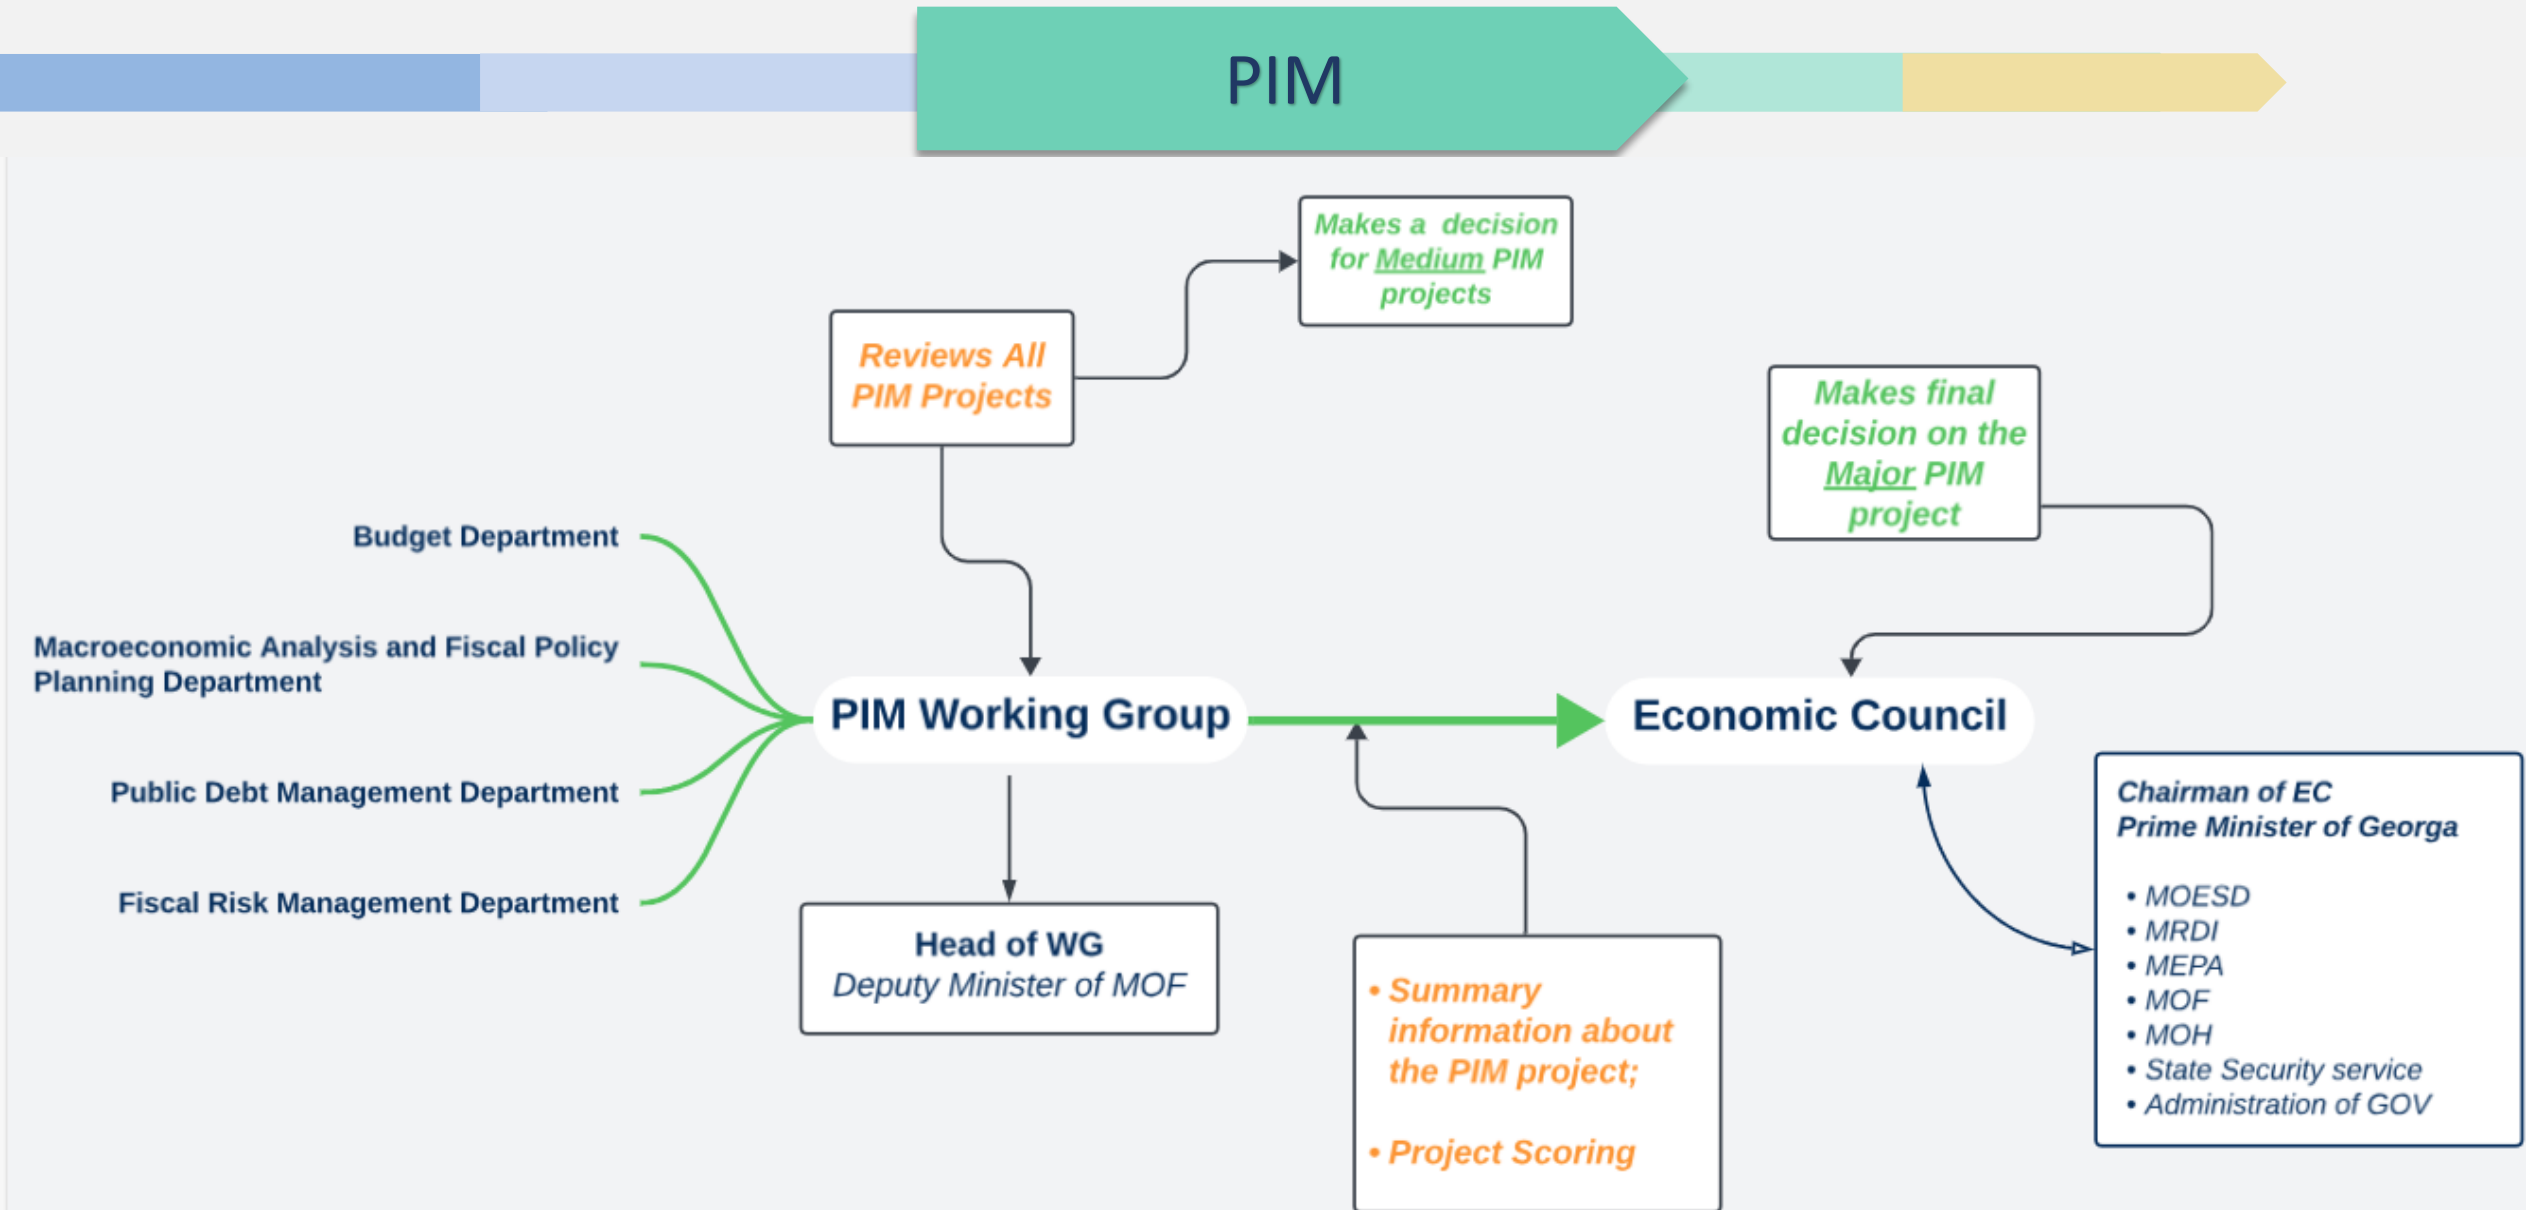 PIM
Makes a decision
for Medium PIM
projects
Reviews All
PIM Projects
Makes final
decision on the
Major PIM
project
Budget Department
Macroeconomic Analysis and Fiscal Policy
Planning Department
Public Debt Management Department
Fiscal Risk Management Department
PIM Working Group
Economic Council
Head of WG
Deputy Minister of MOF
• Summary
information about
the PIM project;
• Project Scoring
Chairman of EC
Prime Minister of Georga
• MOESD
• MRDI
• MEPA
• MOF
• MOH
• State Security service
• Administration of GOV